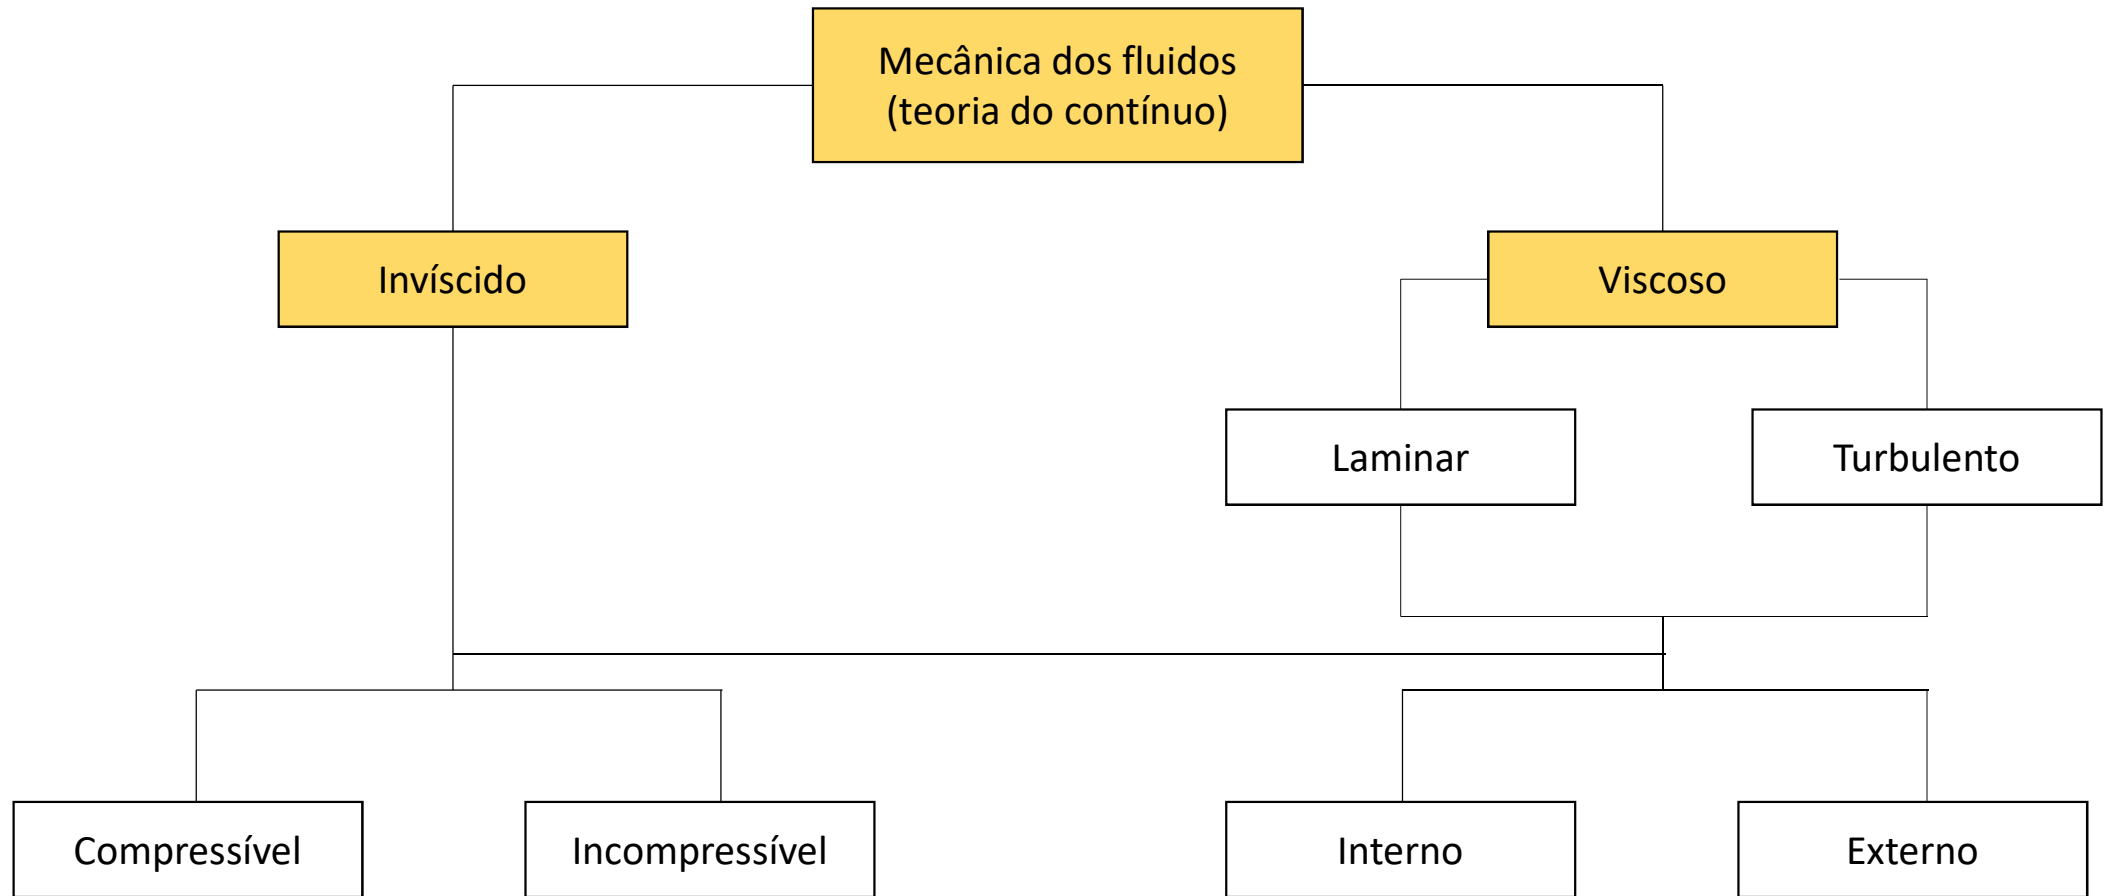 Mecânica dos fluidos
(teoria do contínuo)
Invíscido
Viscoso
Laminar
Turbulento
Compressível
Incompressível
Interno
Externo